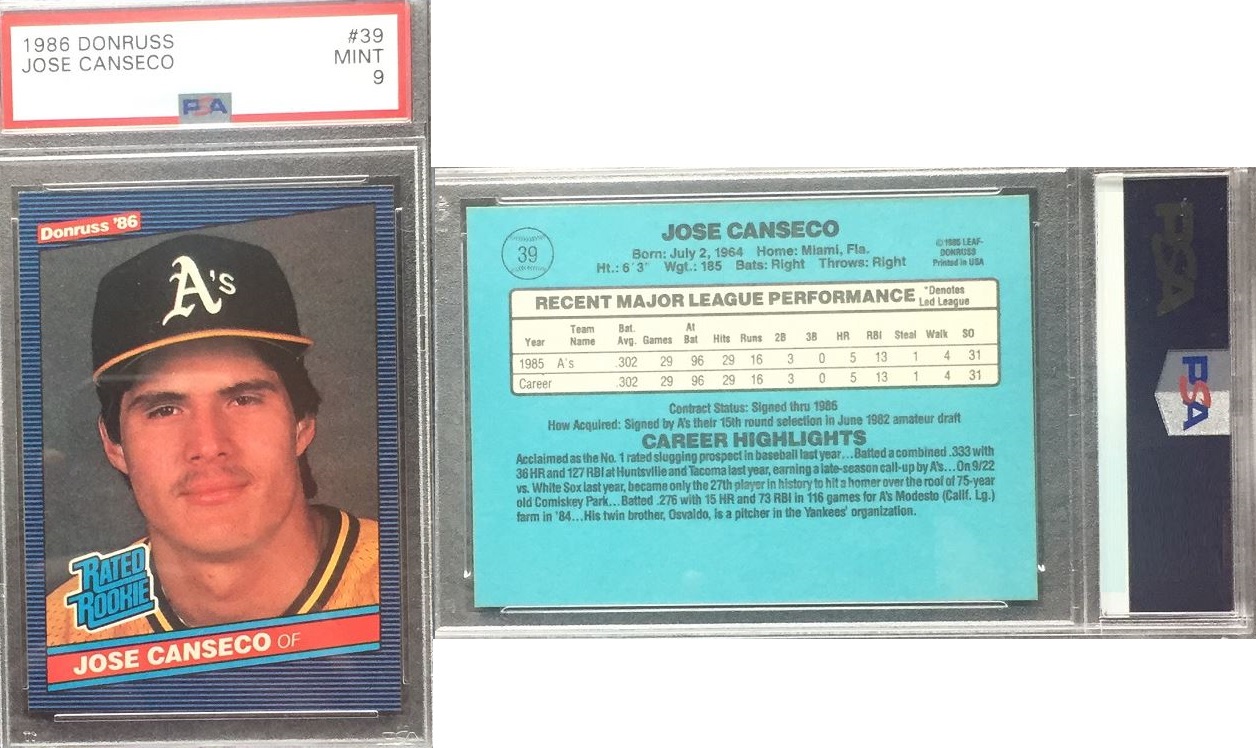 1986 DONRUSS #39
JOSE CANSECO MINT
9
PSA
Donruss '86
A's
RATED
ROOKIE
JOSE CANSECO OF
39
JOSE CANSECO
Born: July 2, 1964 Home: Miami, Fla.
Ht.: 6'3" Wgt.: 185 Bats: Right Throws: Right
©1986 LEAF-
DONRUSS
Printed in USA
RECENT MAJOR LEAGUE PERFORMANCE *Denotes
Led League
Year Team Name Bat. Avg. Games At Bat Hits Runs 2B 3B HR RBI Steal Walk SO
1985 A's .302 29 96 29 16 3 0 5 13 1 4 31
Career .302 29 96 29 16 3 0 5 13 1 4 31
Contract Status: Signed thru 1986
How Acquired: Signed by A's their 15th round selection in June 1982 amateur draft
CAREER HIGHLIGHTS
Acclaimed as the No. 1 rated slugging prospect in baseball last year...Batted a combined .333 with
36 HR and 127 RBI at Huntsville and Tacoma last year, earning a late-season call-up by A's...On 9/22
vs. White Sox last year, became only the 27th player in history to hit a homer over the roof of 75-year
old Comiskey Park...Batted .276 with 15 HR and 73 RBI in 116 games for A's Modesto (Calif. Lg.)
farm in '84...His twin brother, Osvaldo, is a pitcher in the Yankees' organization.
PSA
PSA
PSA